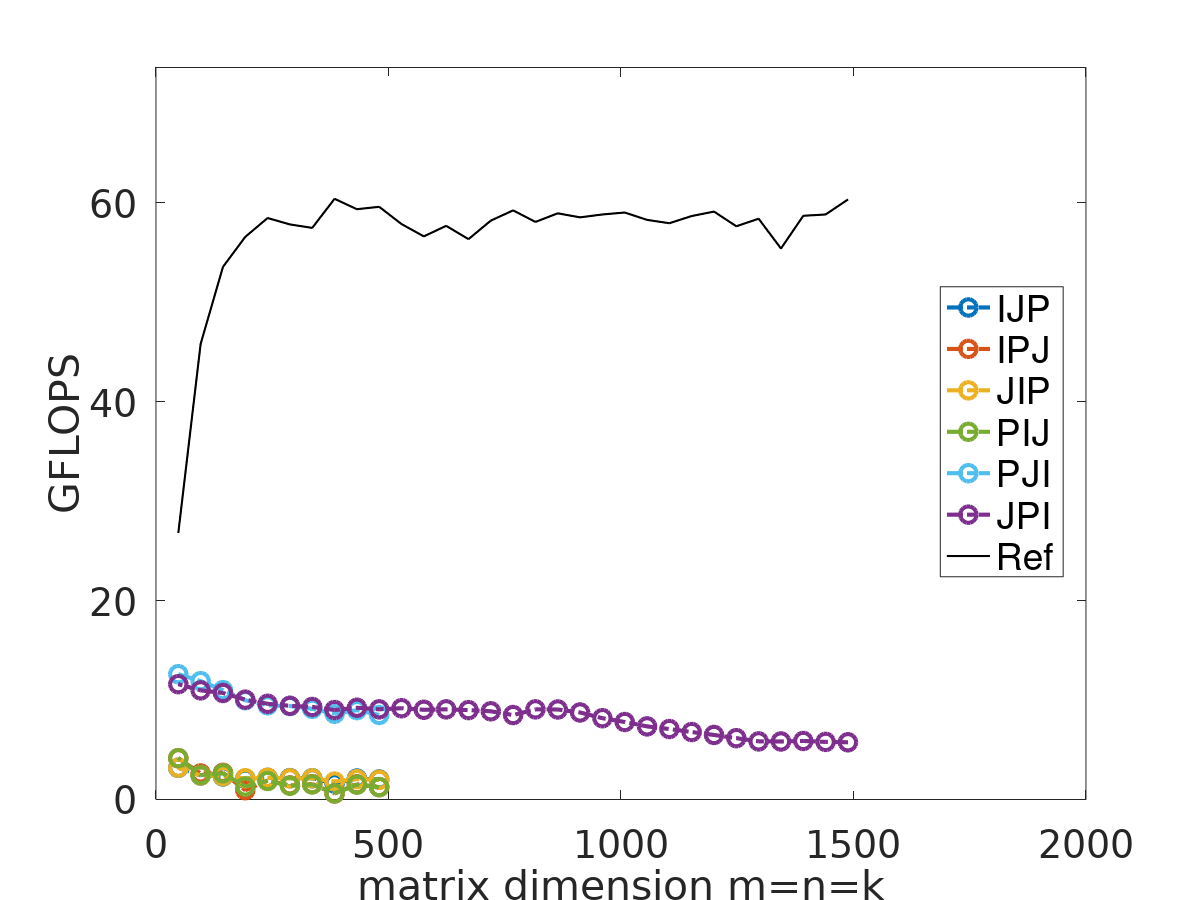 60
40
20
0
GFLOPS
IJP
IPJ
JIP
PIJ
PJI
JPI
Ref
0 500 1000 1500 2000
matrix dimension m=n=k